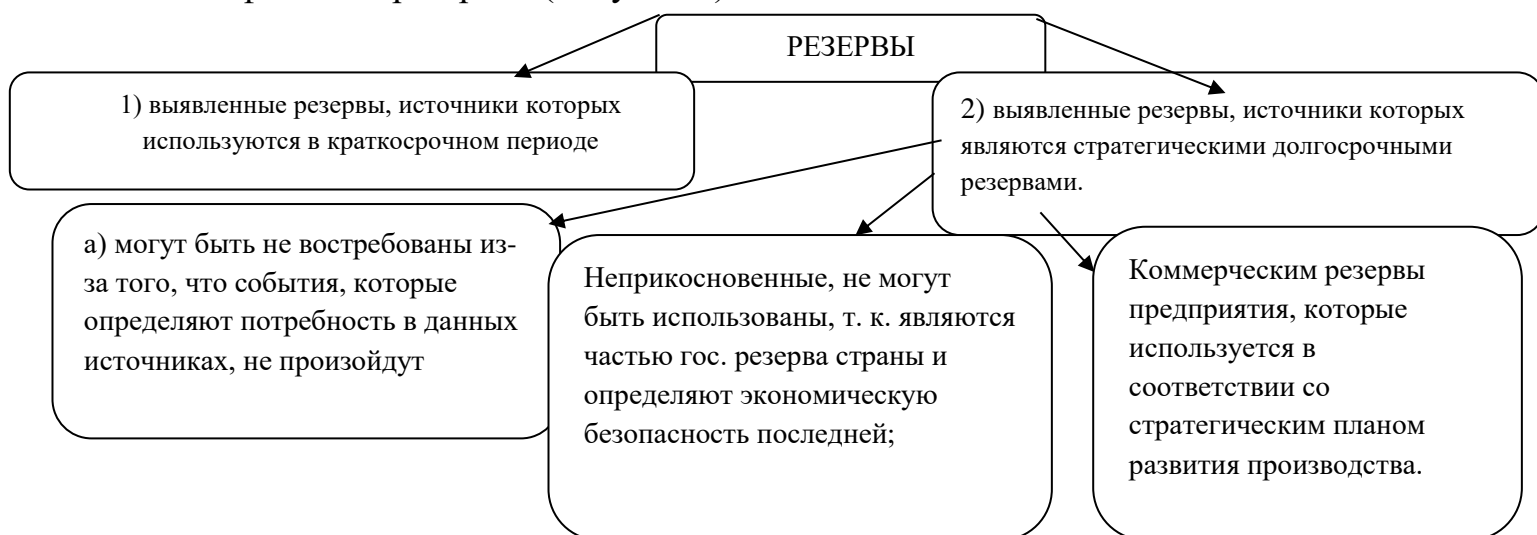 РЕЗЕРВЫ
1) выявленные резервы, источники которых
используются в краткосрочном периоде
2) выявленные резервы, источники которых
являются стратегическими долгосрочными
резервами.
а) могут быть не востребованы из-
за того, что события, которые
определяют потребность в данных
источниках, не произойдут
Неприкосновенные, не могут
быть использованы, т. к. являются
частью гос. резерва страны и
определяют экономическую
безопасность последней;
Коммерческим резервы
предприятия, которые
используется в
соответствии со
стратегическим планом
развития производства.